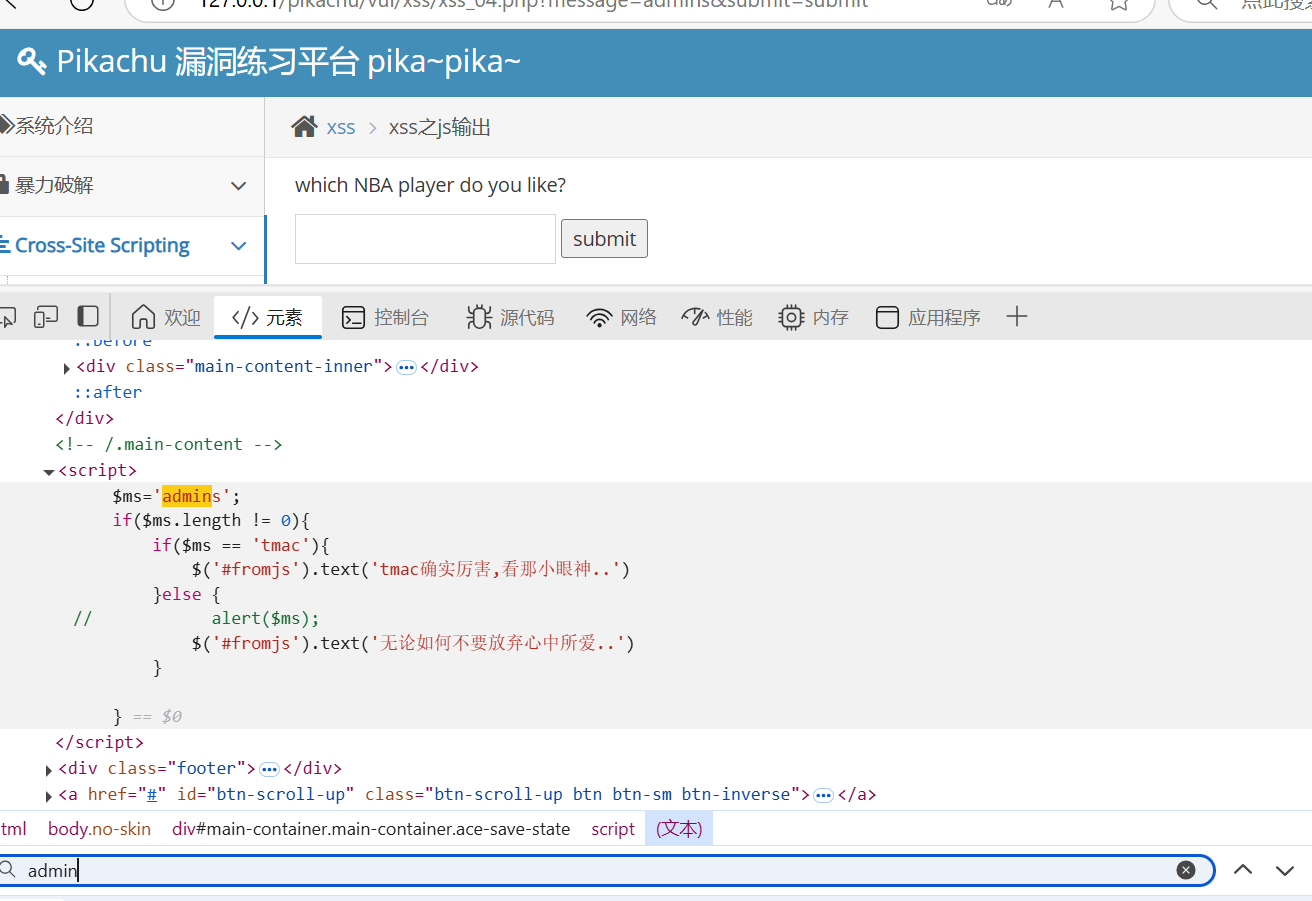 127.0.0.1/pikachu/vul/xss/xss_04.php?message=admins&submit=submit
Pikachu 漏洞练习平台 pika~pika~
系统介绍
xss > xss之js输出
暴力破解
which NBA player do you like?
submit
Cross-Site Scripting
欢迎 </> 元素 控制台 源代码 网络 性能 内存 应用程序
::before
<div class="main-content-inner">…</div>
::after
</div>
<!-- /.main-content -->
<script>
$ms='admins';
if($ms.length != 0){
if($ms == 'tmac'){
$('#fromjs').text('tmac确实厉害,看那小眼神..')
}else {
// alert($ms);
$('#fromjs').text('无论如何不要放弃心中所爱..')
}
} == $0
</script>
<div class="footer">…</div>
<a href="#" id="btn-scroll-up" class="btn-scroll-up btn btn-sm btn-inverse">…</a>
tml body.no-skin div#main-container.main-container.ace-save-state script (文本)
admin